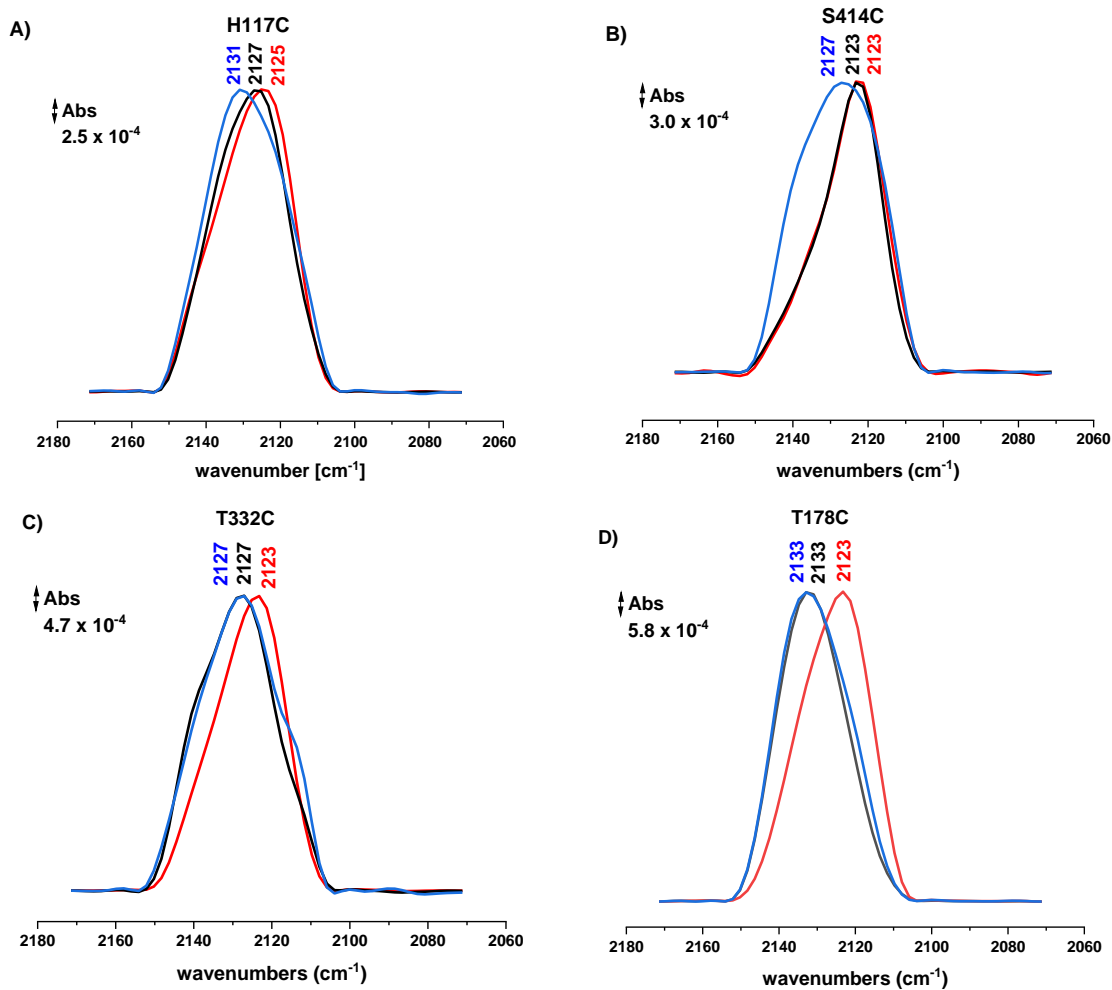 A)
H117C
2131
2127
2125
Abs
2.5 x 10⁻⁴
2180 2160 2140 2120 2100 2080 2060
wavenumber [cm⁻¹]
B)
S414C
2127
2123
2123
Abs
3.0 x 10⁻⁴
2180 2160 2140 2120 2100 2080 2060
wavenumbers (cm⁻¹)
C)
T332C
2127
2127
2123
Abs
4.7 x 10⁻⁴
2180 2160 2140 2120 2100 2080 2060
wavenumbers (cm⁻¹)
D)
T178C
2133
2133
2123
Abs
5.8 x 10⁻⁴
2180 2160 2140 2120 2100 2080 2060
wavenumbers (cm⁻¹)